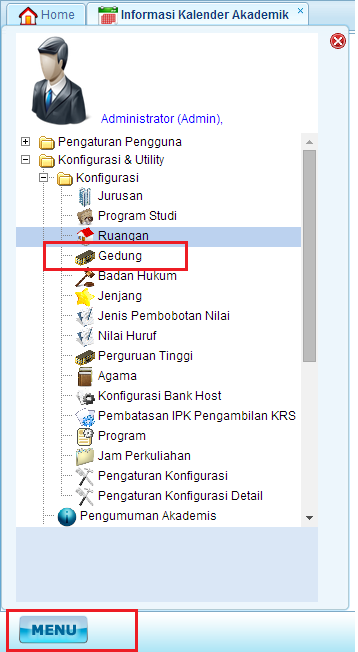 Home
Informasi Kalender Akademik
Administrator (Admin),
Pengaturan Pengguna
Konfigurasi & Utility
Konfigurasi
Jurusan
Program Studi
Ruangan
Gedung
Badan Hukum
Jenjang
Jenis Pembobotan Nilai
Nilai Huruf
Perguruan Tinggi
Agama
Konfigurasi Bank Host
Pembatasan IPK Pengambilan KRS
Program
Jam Perkuliahan
Pengaturan Konfigurasi
Pengaturan Konfigurasi Detail
Pengumuman Akademis
MENU